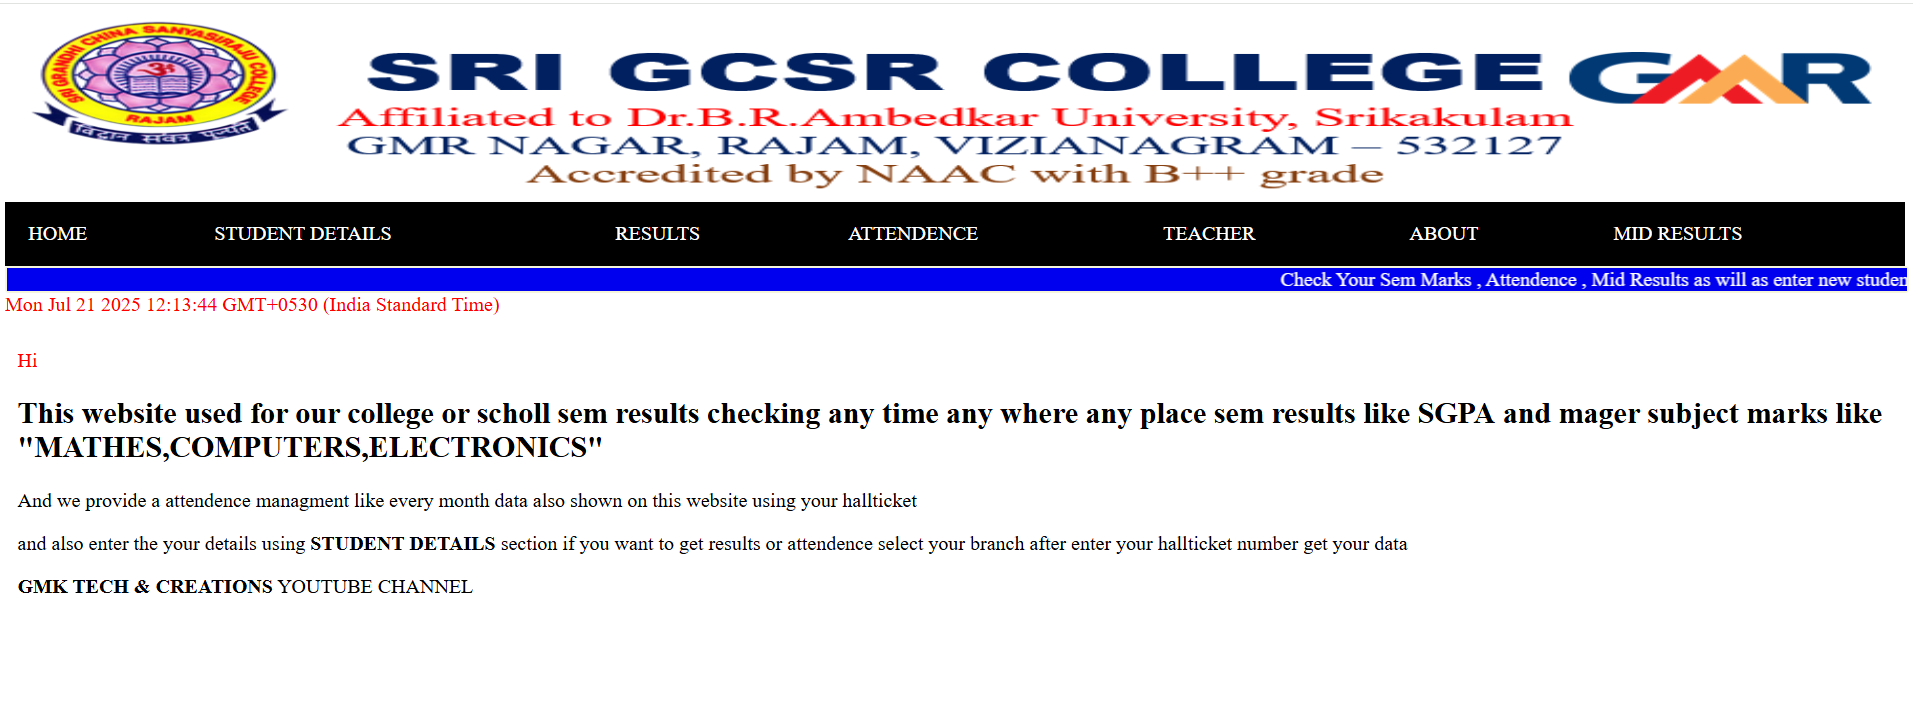 SRI GRANDHI CHINA SANYASIRAJU COLLEGE
RAJAM
SRI GCSR COLLEGE GMR
Affiliated to Dr.B.R.Ambedkar University, Srikakulam
GMR NAGAR, RAJAM, VIZIANAGRAM – 532127
Accredited by NAAC with B++ grade
HOME STUDENT DETAILS RESULTS ATTENDENCE TEACHER ABOUT MID RESULTS
Check Your Sem Marks , Attendence , Mid Results as will as enter new studen
Mon Jul 21 2025 12:13:44 GMT+0530 (India Standard Time)
Hi
This website used for our college or scholl sem results checking any time any where any place sem results like SGPA and mager subject marks like
"MATHES,COMPUTERS,ELECTRONICS"
And we provide a attendence managment like every month data also shown on this website using your hallticket
and also enter the your details using STUDENT DETAILS section if you want to get results or attendence select your branch after enter your hallticket number get your data
GMK TECH & CREATIONS YOUTUBE CHANNEL